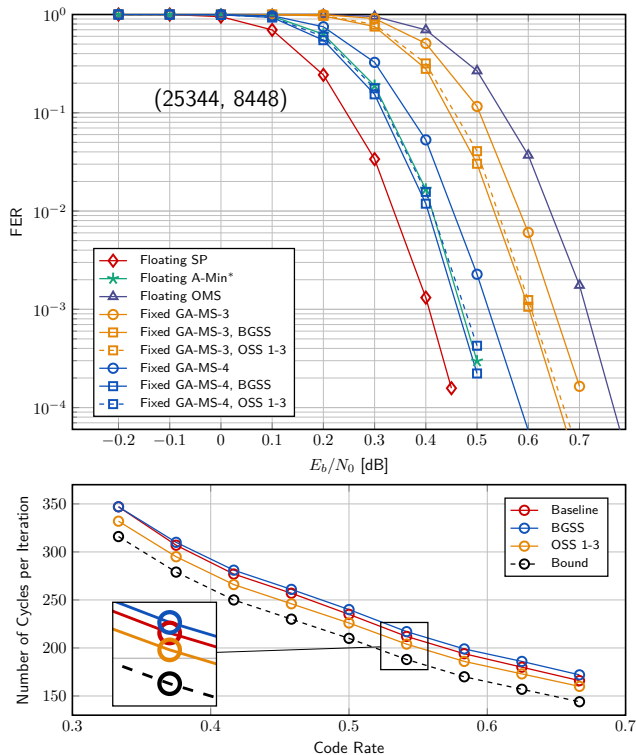 10^0
10^−1
10^−2
10^−3
10^−4
FER
(25344, 8448)
Floating SP
Floating A-Min*
Floating OMS
Fixed GA-MS-3
Fixed GA-MS-3, BGSS
Fixed GA-MS-3, OSS 1-3
Fixed GA-MS-4
Fixed GA-MS-4, BGSS
Fixed GA-MS-4, OSS 1-3
−0.2 −0.1 0 0.1 0.2 0.3 0.4 0.5 0.6 0.7
E_b/N_0 [dB]
350
300
250
200
150
Number of Cycles per Iteration
Baseline
BGSS
OSS 1-3
Bound
0.3 0.4 0.5 0.6 0.7
Code Rate